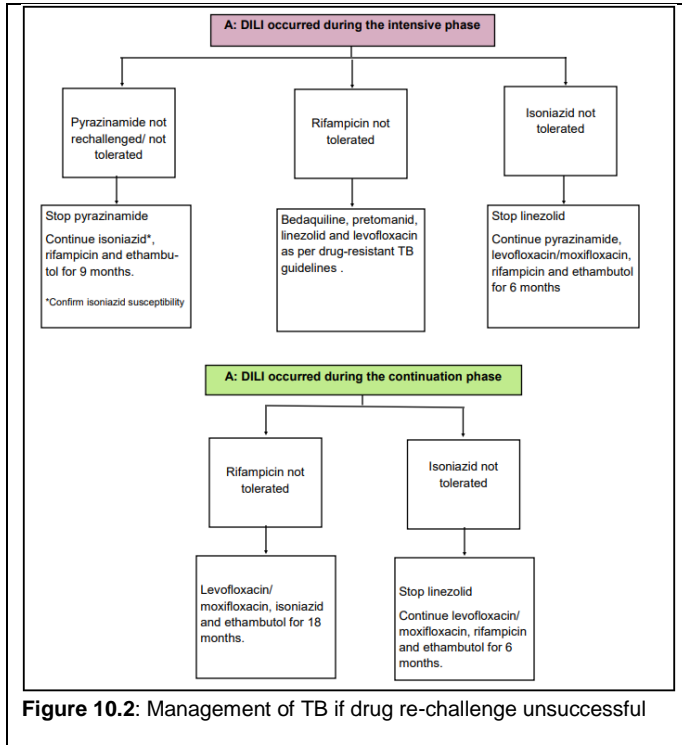 A: DILI occurred during the intensive phase
Pyrazinamide not
rechallenged/ not
tolerated
Rifampicin not
tolerated
Isoniazid not
tolerated
Stop pyrazinamide
Continue isoniazid*,
rifampicin and ethambu-
tol for 9 months.
*Confirm isoniazid susceptibility
Bedaquiline, pretomanid,
linezolid and levofloxacin
as per drug-resistant TB
guidelines .
Stop linezolid
Continue pyrazinamide,
levofloxacin/moxifloxacin,
rifampicin and ethambutol
for 6 months
A: DILI occurred during the continuation phase
Rifampicin not
tolerated
Isoniazid not
tolerated
Levofloxacin/
moxifloxacin, isoniazid
and ethambutol for 18
months.
Stop linezolid
Continue levofloxacin/
moxifloxacin, rifampicin
and ethambutol for 6
months.
Figure 10.2: Management of TB if drug re-challenge unsuccessful